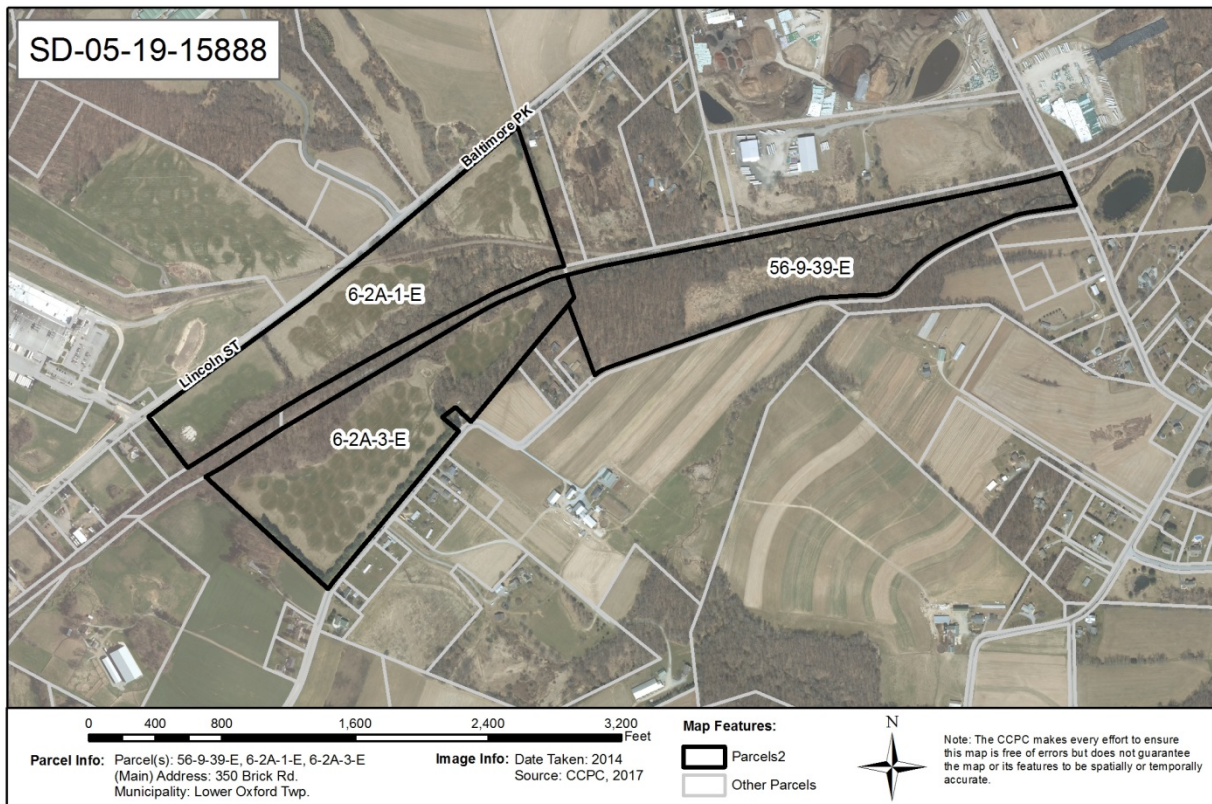 SD-05-19-15888
Baltimore PK
56-9-39-E
6-2A-1-E
Lincoln ST
6-2A-3-E
0 400 800 1,600 2,400 3,200
Feet
Parcel Info: Parcel(s): 56-9-39-E, 6-2A-1-E, 6-2A-3-E
(Main) Address: 350 Brick Rd.
Municipality: Lower Oxford Twp.
Image Info: Date Taken: 2014
Source: CCPC, 2017
Map Features:
Parcels2
Other Parcels
N
Note: The CCPC makes every effort to ensure
this map is free of errors but does not guarantee
the map or its features to be spatially or temporally
accurate.